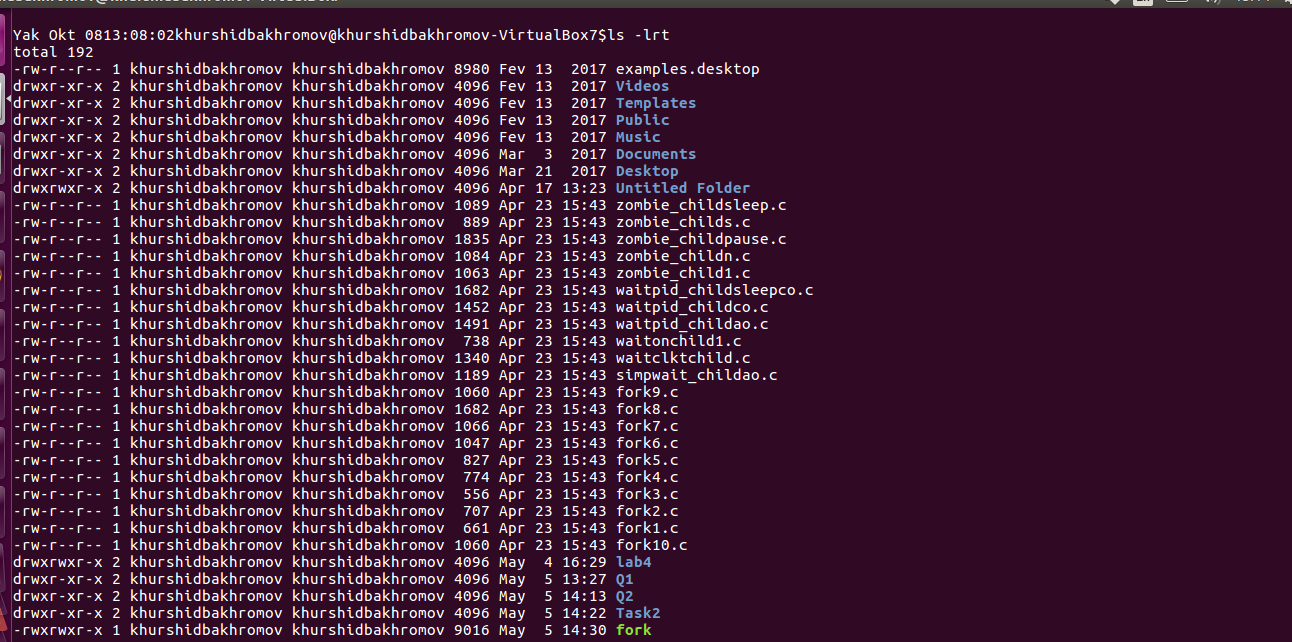 Yak Okt 0813:08:02khurshidbakhromov@khurshidbakhromov-VirtualBox7$ls -lrt
total 192
-rw-r--r-- 1 khurshidbakhromov khurshidbakhromov 8980 Fev 13  2017 examples.desktop
drwxr-xr-x 2 khurshidbakhromov khurshidbakhromov 4096 Fev 13  2017 Videos
drwxr-xr-x 2 khurshidbakhromov khurshidbakhromov 4096 Fev 13  2017 Templates
drwxr-xr-x 2 khurshidbakhromov khurshidbakhromov 4096 Fev 13  2017 Public
drwxr-xr-x 2 khurshidbakhromov khurshidbakhromov 4096 Fev 13  2017 Music
drwxr-xr-x 2 khurshidbakhromov khurshidbakhromov 4096 Mar  3  2017 Documents
drwxr-xr-x 2 khurshidbakhromov khurshidbakhromov 4096 Mar 21  2017 Desktop
drwxrwxr-x 2 khurshidbakhromov khurshidbakhromov 4096 Apr 17 13:23 Untitled Folder
-rw-r--r-- 1 khurshidbakhromov khurshidbakhromov 1089 Apr 23 15:43 zombie_childsleep.c
-rw-r--r-- 1 khurshidbakhromov khurshidbakhromov  889 Apr 23 15:43 zombie_childs.c
-rw-r--r-- 1 khurshidbakhromov khurshidbakhromov 1835 Apr 23 15:43 zombie_childpause.c
-rw-r--r-- 1 khurshidbakhromov khurshidbakhromov 1084 Apr 23 15:43 zombie_childn.c
-rw-r--r-- 1 khurshidbakhromov khurshidbakhromov 1063 Apr 23 15:43 zombie_child1.c
-rw-r--r-- 1 khurshidbakhromov khurshidbakhromov 1682 Apr 23 15:43 waitpid_childsleepco.c
-rw-r--r-- 1 khurshidbakhromov khurshidbakhromov 1452 Apr 23 15:43 waitpid_childco.c
-rw-r--r-- 1 khurshidbakhromov khurshidbakhromov 1491 Apr 23 15:43 waitpid_childao.c
-rw-r--r-- 1 khurshidbakhromov khurshidbakhromov  738 Apr 23 15:43 waitonchild1.c
-rw-r--r-- 1 khurshidbakhromov khurshidbakhromov 1340 Apr 23 15:43 waitclktchild.c
-rw-r--r-- 1 khurshidbakhromov khurshidbakhromov 1189 Apr 23 15:43 simpwait_childao.c
-rw-r--r-- 1 khurshidbakhromov khurshidbakhromov 1060 Apr 23 15:43 fork9.c
-rw-r--r-- 1 khurshidbakhromov khurshidbakhromov 1682 Apr 23 15:43 fork8.c
-rw-r--r-- 1 khurshidbakhromov khurshidbakhromov 1066 Apr 23 15:43 fork7.c
-rw-r--r-- 1 khurshidbakhromov khurshidbakhromov 1047 Apr 23 15:43 fork6.c
-rw-r--r-- 1 khurshidbakhromov khurshidbakhromov  827 Apr 23 15:43 fork5.c
-rw-r--r-- 1 khurshidbakhromov khurshidbakhromov  774 Apr 23 15:43 fork4.c
-rw-r--r-- 1 khurshidbakhromov khurshidbakhromov  556 Apr 23 15:43 fork3.c
-rw-r--r-- 1 khurshidbakhromov khurshidbakhromov  707 Apr 23 15:43 fork2.c
-rw-r--r-- 1 khurshidbakhromov khurshidbakhromov  661 Apr 23 15:43 fork1.c
-rw-r--r-- 1 khurshidbakhromov khurshidbakhromov 1060 Apr 23 15:43 fork10.c
drwxrwxr-x 2 khurshidbakhromov khurshidbakhromov 4096 May  4 16:29 lab4
drwxr-xr-x 2 khurshidbakhromov khurshidbakhromov 4096 May  5 13:27 Q1
drwxr-xr-x 2 khurshidbakhromov khurshidbakhromov 4096 May  5 14:13 Q2
drwxr-xr-x 2 khurshidbakhromov khurshidbakhromov 4096 May  5 14:22 Task2
-rwxrwxr-x 1 khurshidbakhromov khurshidbakhromov 9016 May  5 14:30 fork